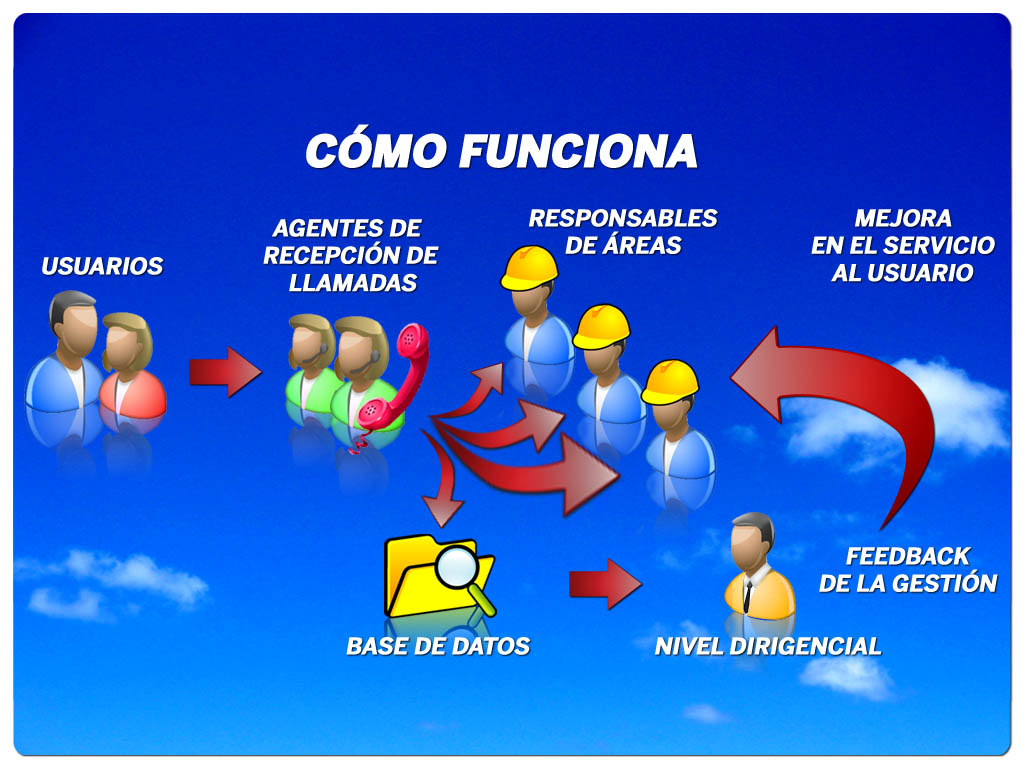 CÓMO FUNCIONA
USUARIOS
AGENTES DE
RECEPCIÓN DE
LLAMADAS
RESPONSABLES
DE ÁREAS
MEJORA
EN EL SERVICIO
AL USUARIO
BASE DE DATOS
NIVEL DIRIGENCIAL
FEEDBACK
DE LA GESTIÓN